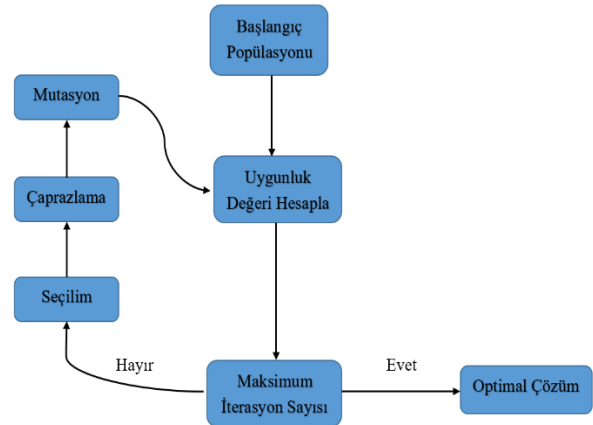 Başlangıç
Popülasyonu
Mutasyon
Uygunluk
Değeri Hesapla
Çaprazlama
Seçilim
Hayır
Evet
Maksimum
İterasyon Sayısı
Optimal Çözüm